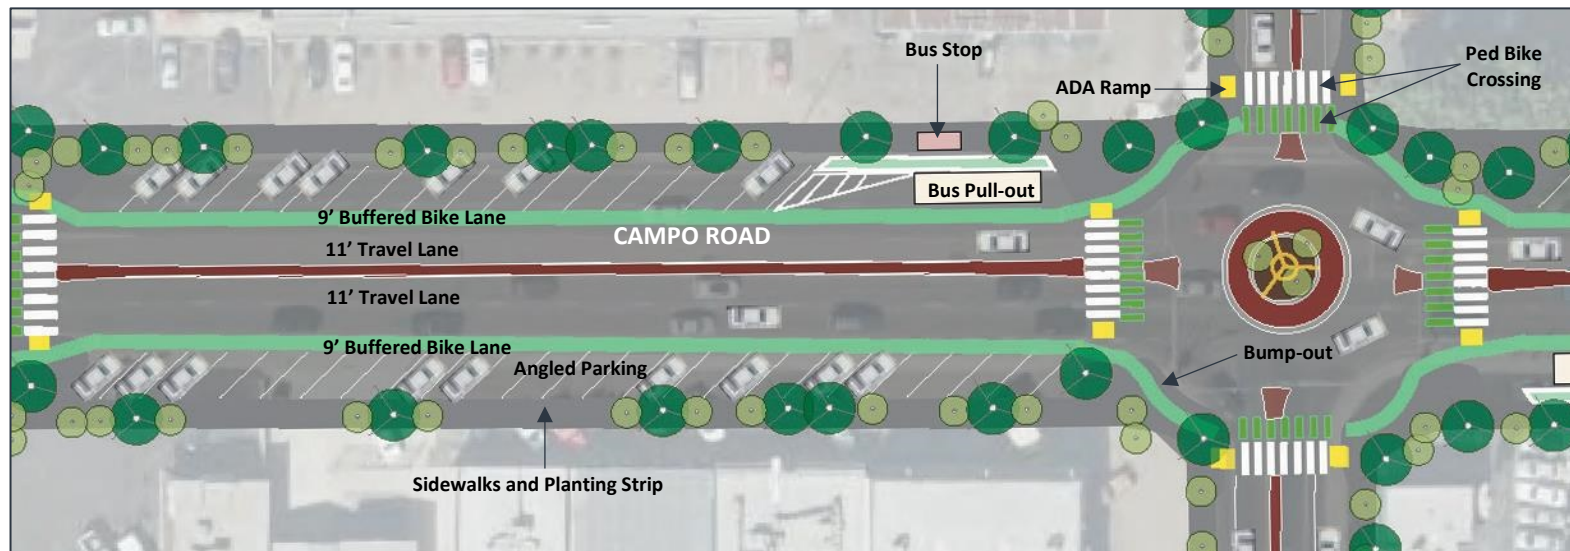 Bus Stop
Ped Bike
Crossing
ADA Ramp
Bus Pull-out
9’ Buffered Bike Lane
CAMPO ROAD
11’ Travel Lane
11’ Travel Lane
9’ Buffered Bike Lane
Angled Parking
Bump-out
Sidewalks and Planting Strip